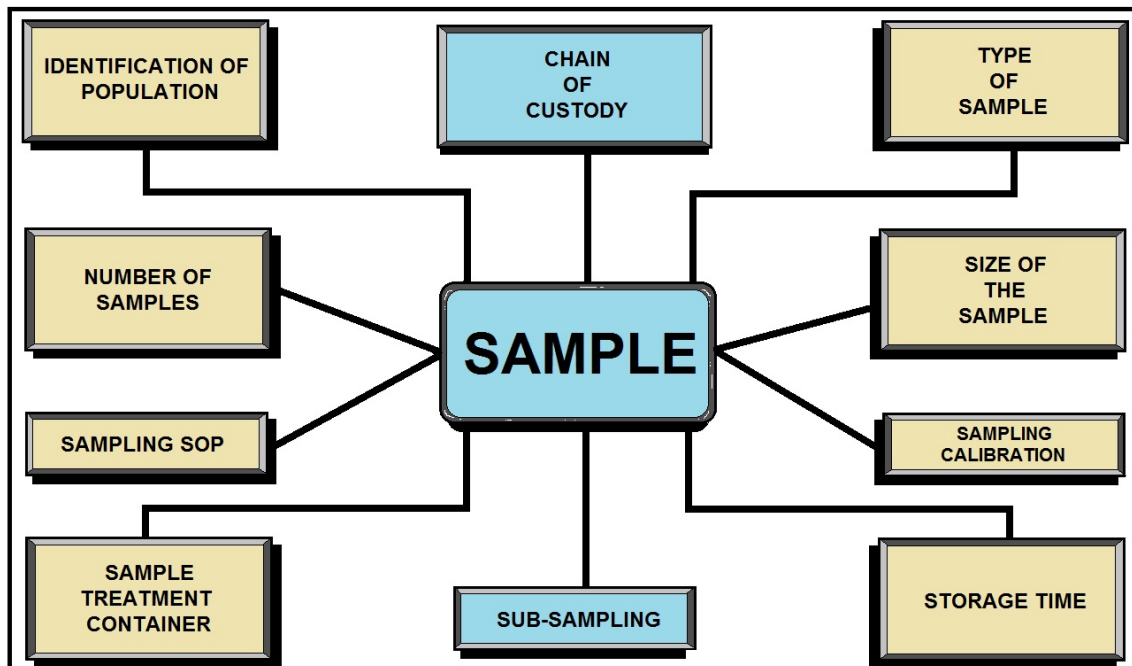 IDENTIFICATION OF
POPULATION
CHAIN
OF
CUSTODY
TYPE
OF
SAMPLE
NUMBER OF
SAMPLES
SIZE OF
THE
SAMPLE
SAMPLE
SAMPLING SOP
SAMPLING
CALIBRATION
SAMPLE
TREATMENT
CONTAINER
SUB-SAMPLING
STORAGE TIME